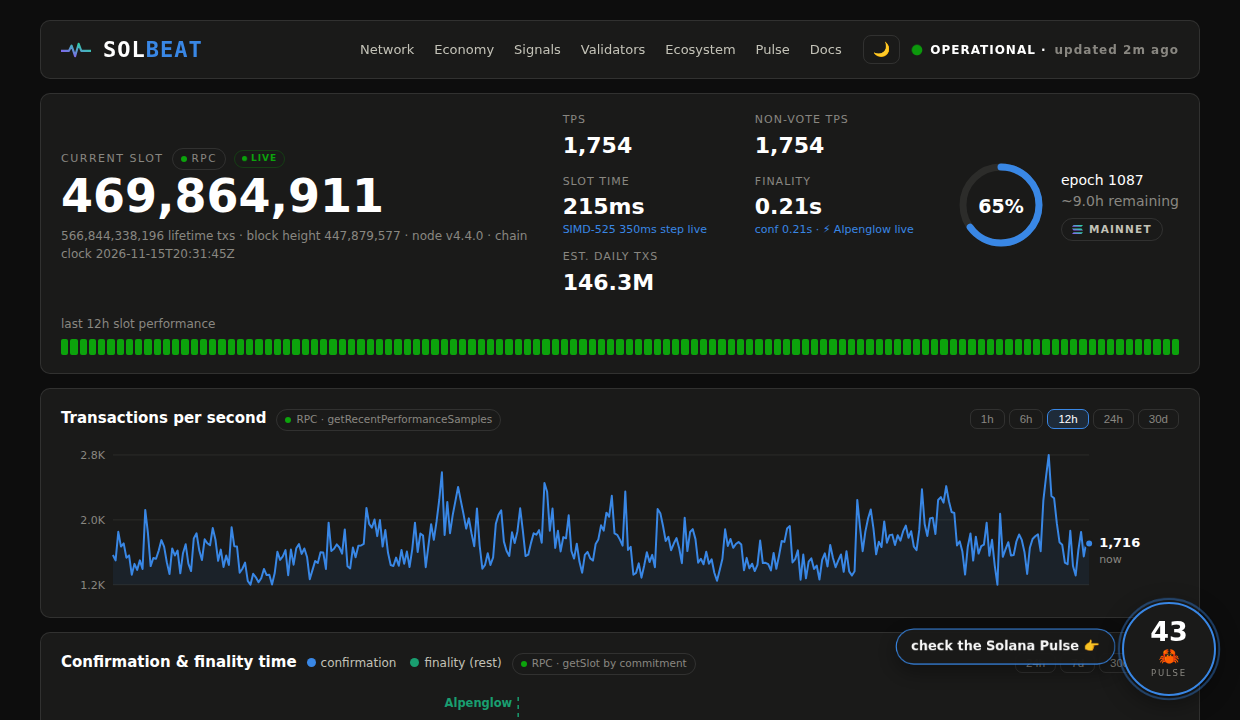 SOLBEAT
Network Economy Signals Validators Ecosystem Pulse Docs
OPERATIONAL · updated 2m ago
CURRENT SLOT RPC LIVE
469,864,911
566,844,338,196 lifetime txs · block height 447,879,577 · node v4.4.0 · chain
clock 2026-11-15T20:31:45Z
TPS
1,754
NON-VOTE TPS
1,754
SLOT TIME
215ms
SIMD-525 350ms step live
FINALITY
0.21s
conf 0.21s · ⚡ Alpenglow live
EST. DAILY TXS
146.3M
65%
epoch 1087
~9.0h remaining
MAINNET
last 12h slot performance
Transactions per second RPC · getRecentPerformanceSamples
1h 6h 12h 24h 30d
2.8K
2.0K
1.2K
1,716
now
Confirmation & finality time confirmation finality (rest) RPC · getSlot by commitment
check the Solana Pulse 👉
43
PULSE
Alpenglow